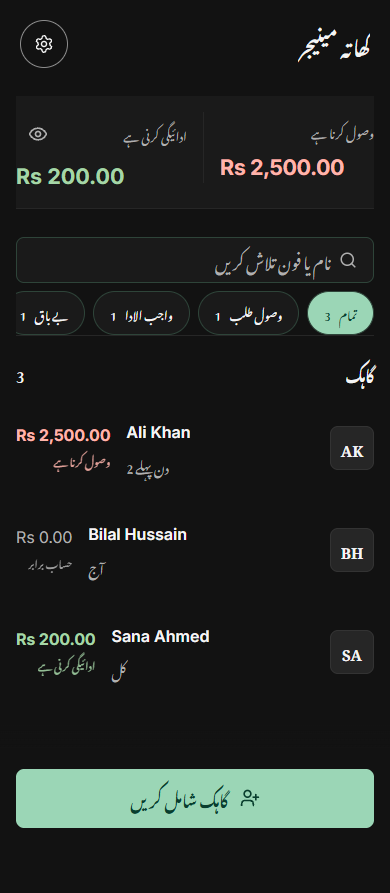 کھاتہ مینیجر
وصول کرنا ہے
Rs 2,500.00
ادائیگی کرنی ہے
Rs 200.00
نام یا فون تلاش کریں
تمام 3
وصول طلب 1
واجب الادا 1
بے باق 1
گاہک
3
AK
Ali Khan
2 دن پہلے
Rs 2,500.00
وصول کرنا ہے
BH
Bilal Hussain
آج
Rs 0.00
حساب برابر
SA
Sana Ahmed
کل
Rs 200.00
ادائیگی کرنی ہے
گاہک شامل کریں